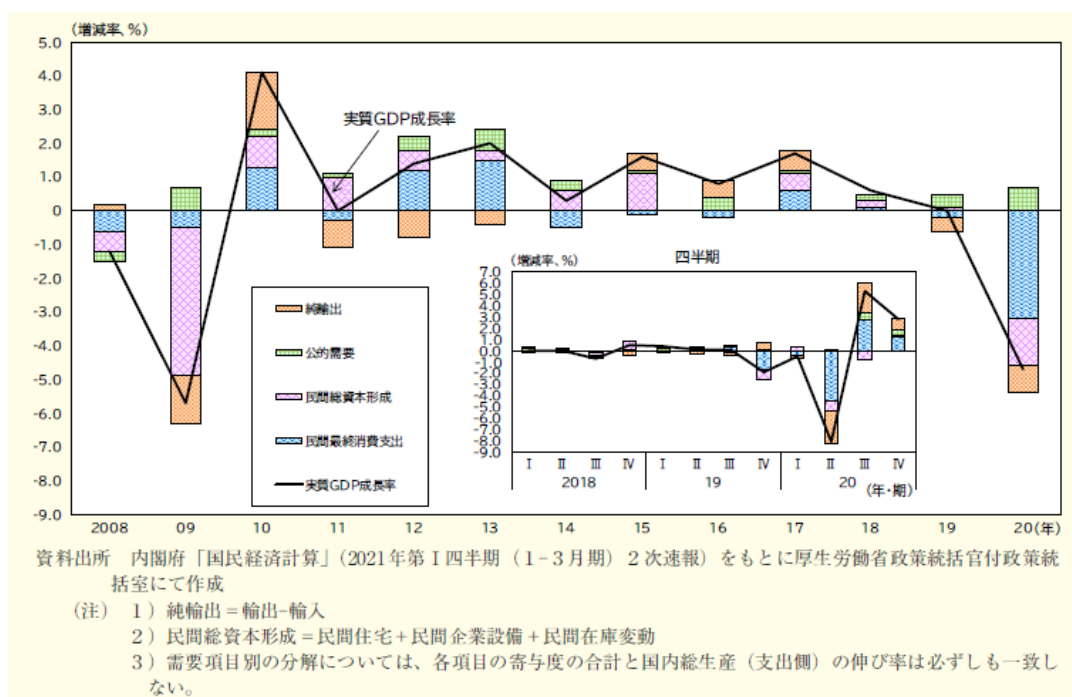 (増減率、%)
5.0
4.0
3.0
2.0
1.0
0
-1.0
-2.0
-3.0
-4.0
-5.0
-6.0
-7.0
-8.0
-9.0
実質GDP成長率
純輸出
公的需要
民間総資本形成
民間最終消費支出
実質GDP成長率
(増減率、%)
四半期
7.0
6.0
5.0
4.0
3.0
2.0
1.0
0.0
-1.0
-2.0
-3.0
-4.0
-5.0
-6.0
-7.0
-8.0
-9.0
Ⅰ Ⅱ Ⅲ Ⅳ Ⅰ Ⅱ Ⅲ Ⅳ Ⅰ Ⅱ Ⅲ Ⅳ
2018 19 20 (年・期)
2008 09 10 11 12 13 14 15 16 17 18 19 20(年)
資料出所 内閣府「国民経済計算」(2021年第Ⅰ四半期(1-3月期)2次速報)をもとに厚生労働省政策統括官付政策統
括室にて作成
(注) 1)純輸出=輸出-輸入
2)民間総資本形成=民間住宅+民間企業設備+民間在庫変動
3)需要項目別の分解については、各項目の寄与度の合計と国内総生産(支出側)の伸び率は必ずしも一致し
ない。